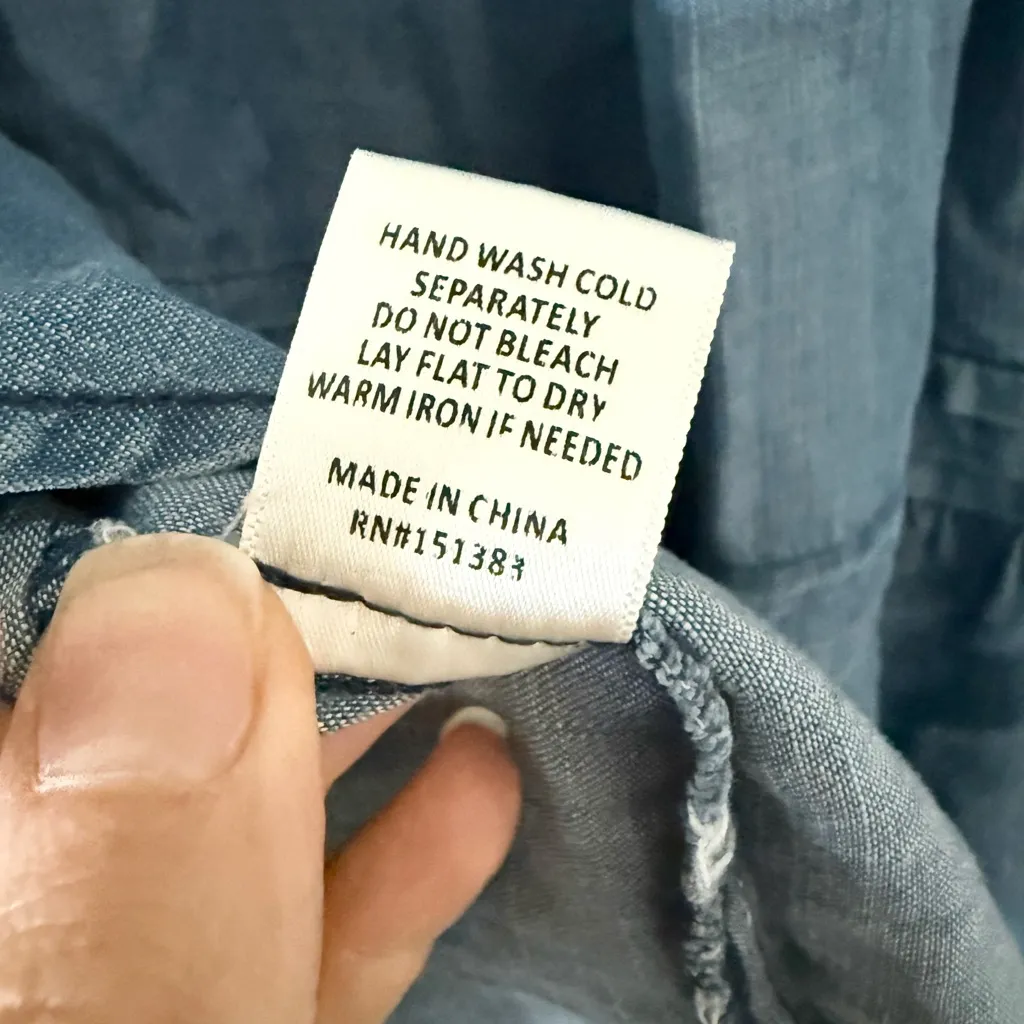 HAND WASH COLD
SEPARATELY
DO NOT BLEACH
LAY FLAT TO DRY
WARM IRON IF NEEDED
MADE IN CHINA
RN#151383